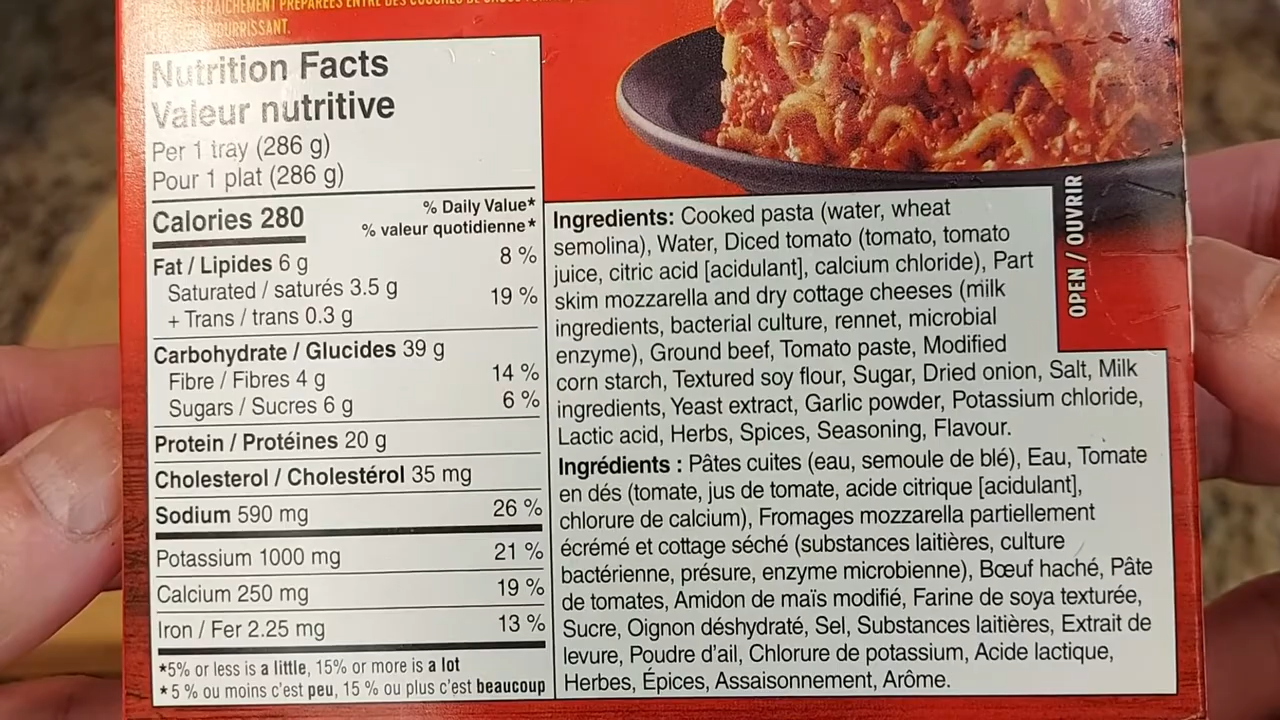 FRAÎCHEMENT PRÉPARÉES ENTRE DES COUCHES DE
Nutrition Facts
Valeur nutritive
Per 1 tray (286 g)
Pour 1 plat (286 g)
Calories 280
% Daily Value*
% valeur quotidienne*
Fat / Lipides 6 g 8 %
Saturated / saturés 3.5 g
+ Trans / trans 0.3 g 19 %
Carbohydrate / Glucides 39 g
Fibre / Fibres 4 g 14 %
Sugars / Sucres 6 g 6 %
Protein / Protéines 20 g
Cholesterol / Cholestérol 35 mg
Sodium 590 mg 26 %
Potassium 1000 mg 21 %
Calcium 250 mg 19 %
Iron / Fer 2.25 mg 13 %
*5% or less is a little, 15% or more is a lot
*5 % ou moins c'est peu, 15 % ou plus c'est beaucoup
Ingredients: Cooked pasta (water, wheat
semolina), Water, Diced tomato (tomato, tomato
juice, citric acid [acidulant], calcium chloride), Part
skim mozzarella and dry cottage cheeses (milk
ingredients, bacterial culture, rennet, microbial
enzyme), Ground beef, Tomato paste, Modified
corn starch, Textured soy flour, Sugar, Dried onion, Salt, Milk
ingredients, Yeast extract, Garlic powder, Potassium chloride,
Lactic acid, Herbs, Spices, Seasoning, Flavour.
Ingrédients : Pâtes cuites (eau, semoule de blé), Eau, Tomate
en dés (tomate, jus de tomate, acide citrique [acidulant],
chlorure de calcium), Fromages mozzarella partiellement
écrémé et cottage séché (substances laitières, culture
bactérienne, présure, enzyme microbienne), Bœuf haché, Pâte
de tomates, Amidon de maïs modifié, Farine de soya texturée,
Sucre, Oignon déshydraté, Sel, Substances laitières, Extrait de
levure, Poudre d'ail, Chlorure de potassium, Acide lactique,
Herbes, Épices, Assaisonnement, Arôme.
OPEN / OUVRIR